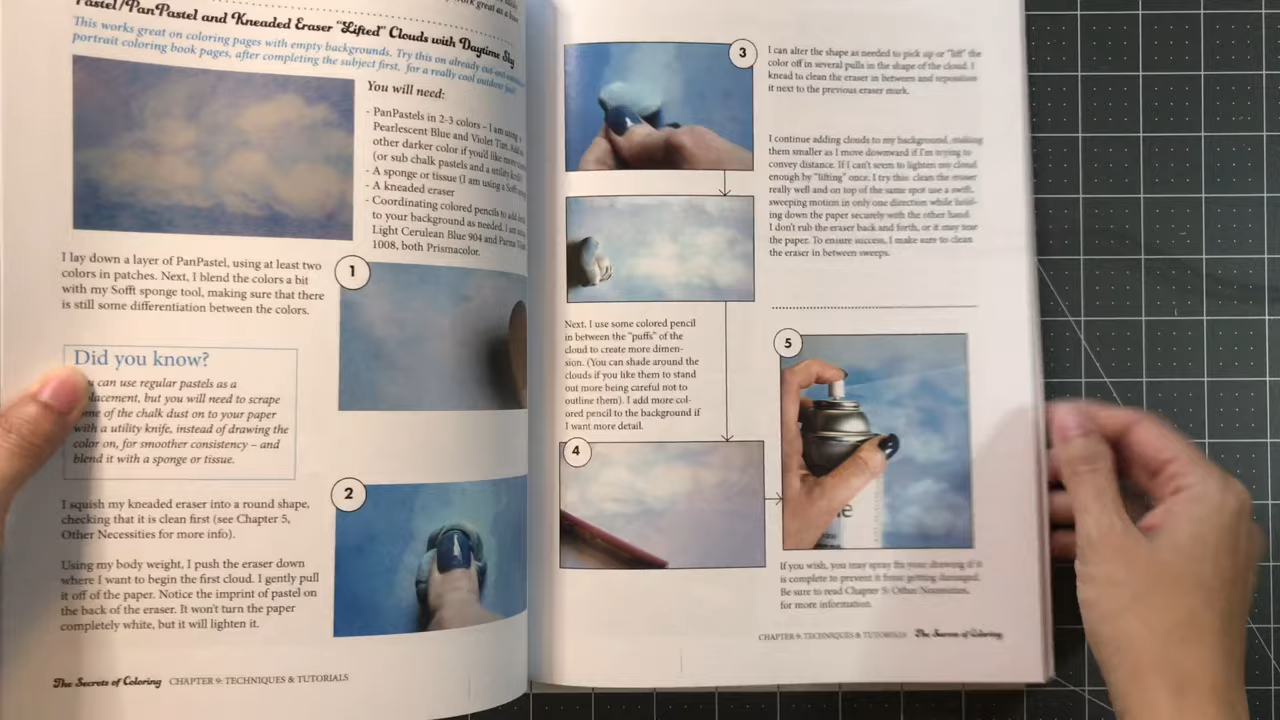 work great as a
Pastel/PanPastel and Kneaded Eraser "Lifted" Clouds with Daytime Sky
This works great on coloring pages with empty backgrounds. Try this on already
portrait coloring book pages, after completing the subject first, for a really cool outdoor
You will need:
- PanPastels in 2-3 colors – I am using
Pearlescent Blue and Violet Tint. Add
other darker color if you'd like more
(or sub chalk pastels and a utility knife)
- A sponge or tissue (I am using a Sofft
- A kneaded eraser
- Coordinating colored pencils to add
to your background as needed. I am
Light Cerulean Blue 904 and Parma
1008, both Prismacolor.
I lay down a layer of PanPastel, using at least two
colors in patches. Next, I blend the colors a bit
with my Sofft sponge tool, making sure that there
is still some differentiation between the colors.
1
Did you know?
can use regular pastels as a
placement, but you will need to scrape
of the chalk dust on to your paper
with a utility knife, instead of drawing the
color on, for smoother consistency – and
blend it with a sponge or tissue.
I squish my kneaded eraser into a round shape,
checking that it is clean first (see Chapter 5,
Other Necessities for more info).
2
Using my body weight, I push the eraser down
where I want to begin the first cloud. I gently pull
it off of the paper. Notice the imprint of pastel on
the back of the eraser. It won't turn the paper
completely white, but it will lighten it.
The Secrets of Coloring CHAPTER 9: TECHNIQUES & TUTORIALS
3
I can alter the shape as needed to pick up or "lift" the
color off in several pulls in the shape of the cloud. I
knead to clean the eraser in between and reposition
it next to the previous eraser mark.
I continue adding clouds to my background, making
them smaller as I move downward if I'm trying to
convey distance. If I can't seem to lighten my cloud
enough by "lifting" once, I try this: clean the eraser
really well and on top of the same spot use a swift,
sweeping motion in only one direction while hold-
ing down the paper securely with the other hand.
I don't rub the eraser back and forth, or it may tear
the paper. To ensure success, I make sure to clean
the eraser in between sweeps.
Next, I use some colored pencil
in between the "puffs" of the
cloud to create more dimen-
sion. (You can shade around the
clouds if you like them to stand
out more being careful not to
outline them). I add more col-
ored pencil to the background if
I want more detail.
4
5
If you wish, you may spray fix your drawing if it
is complete to prevent it from getting damaged.
Be sure to read Chapter 5: Other Necessities,
for more information.
CHAPTER 9: TECHNIQUES & TUTORIALS The Secrets of Coloring